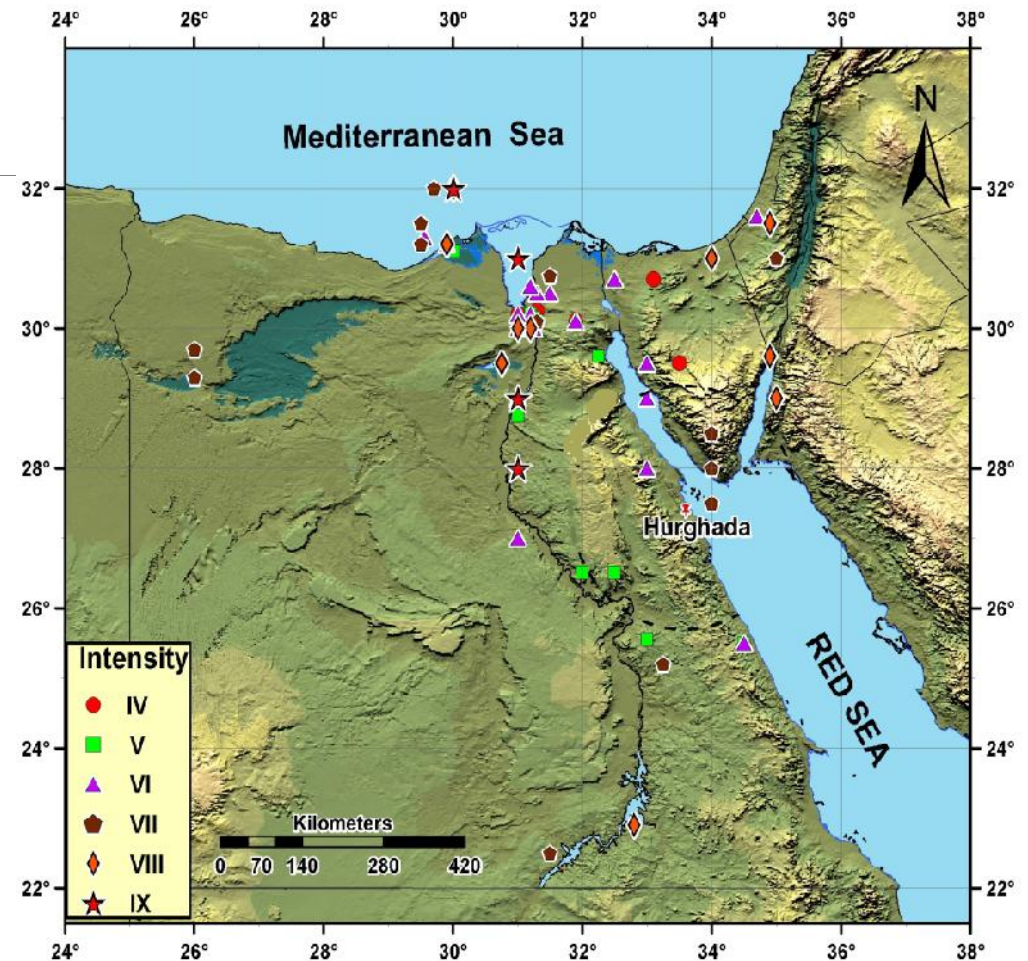 24° 26° 28° 30° 32° 34° 36° 38°
N
Mediterranean Sea
32° 32°
30° 30°
28° 28°
Hurghada
26° 26°
RED SEA
Intensity
IV
V
VI
VII
VIII
IX
24° 24°
Kilometers
0 70 140 280 420
22° 22°
24° 26° 28° 30° 32° 34° 36° 38°